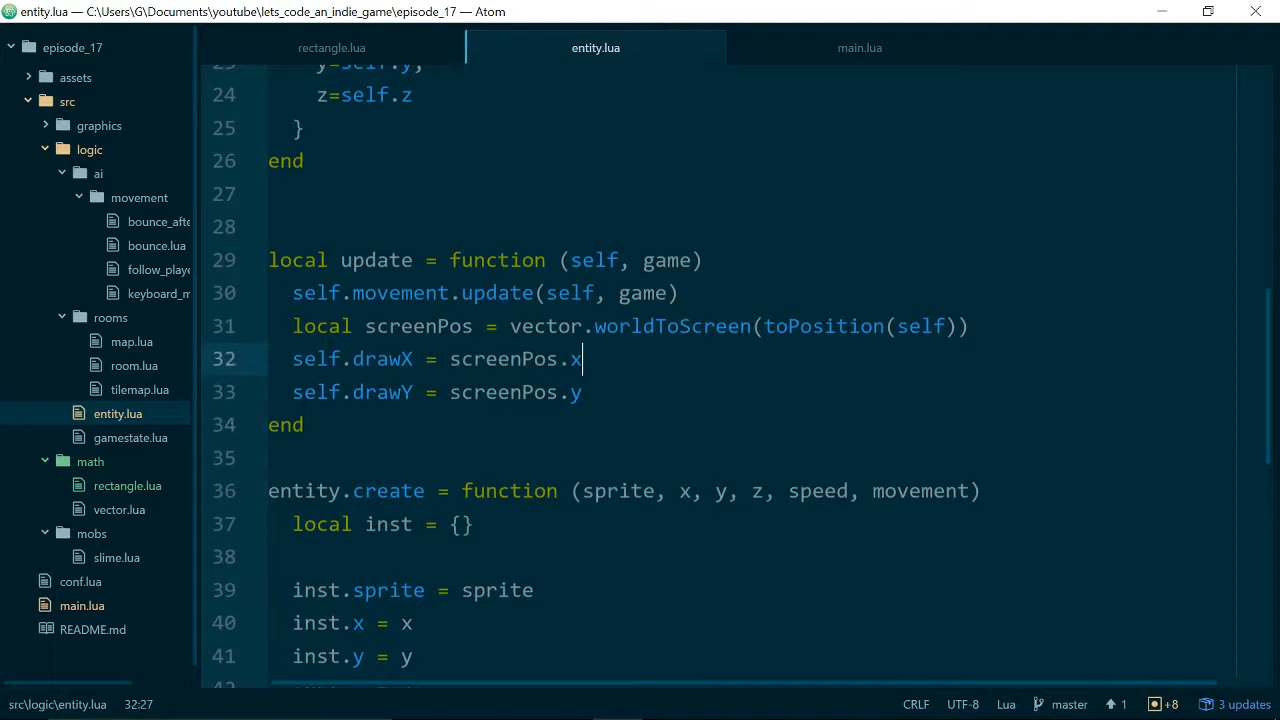 entity.lua — C:\Users\G\Documents\youtube\lets_code_an_indie_game\episode_17 — Atom
episode_17
assets
src
graphics
logic
ai
movement
bounce_afte
bounce.lua
follow_playe
keyboard_m
rooms
map.lua
room.lua
tilemap.lua
entity.lua
gamestate.lua
math
rectangle.lua
vector.lua
mobs
slime.lua
conf.lua
main.lua
README.md
rectangle.lua
entity.lua
main.lua
23 y=self.y,
24 z=self.z
25 }
26 end
27
28
29 local update = function (self, game)
30 self.movement.update(self, game)
31 local screenPos = vector.worldToScreen(toPosition(self))
32 self.drawX = screenPos.x
33 self.drawY = screenPos.y
34 end
35
36 entity.create = function (sprite, x, y, z, speed, movement)
37 local inst = {}
38
39 inst.sprite = sprite
40 inst.x = x
41 inst.y = y
src\logic\entity.lua 32:27
CRLF UTF-8 Lua master 1 +8 3 updates